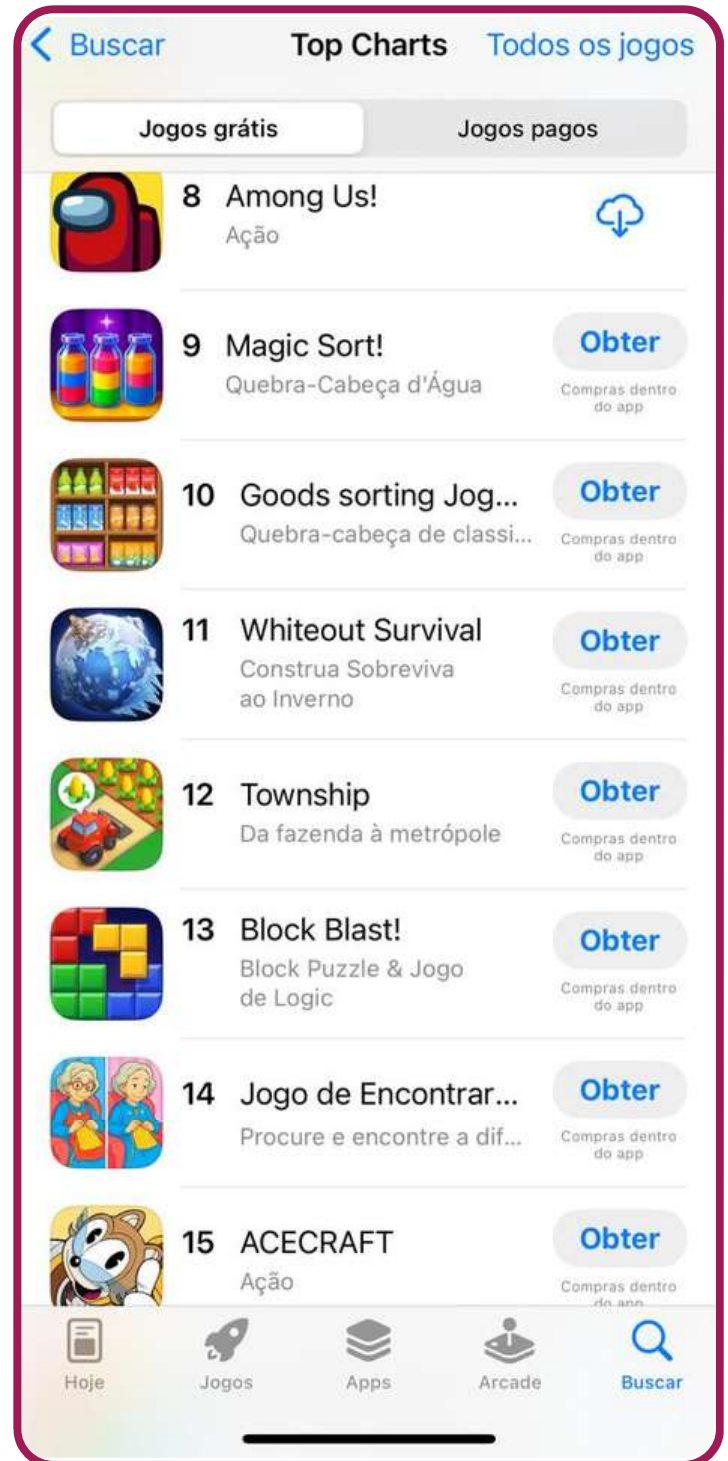 Buscar Top Charts Todos os jogos
Jogos grátis Jogos pagos
8 Among Us!
Ação
9 Magic Sort!
Quebra-Cabeça d'Água
Obter
Compras dentro
do app
10 Goods sorting Jog...
Quebra-cabeça de classi...
Obter
Compras dentro
do app
11 Whiteout Survival
Construa Sobreviva
ao Inverno
Obter
Compras dentro
do app
12 Township
Da fazenda à metrópole
Obter
Compras dentro
do app
13 Block Blast!
Block Puzzle & Jogo
de Logic
Obter
Compras dentro
do app
14 Jogo de Encontrar...
Procure e encontre a dif...
Obter
Compras dentro
do app
15 ACECRAFT
Ação
Obter
Compras dentro
do app
Hoje Jogos Apps Arcade Buscar